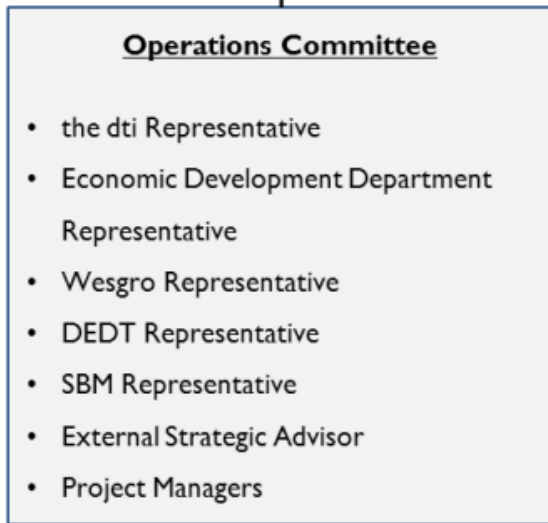 Operations Committee
• the dti Representative
• Economic Development Department
Representative
• Wesgro Representative
• DEDT Representative
• SBM Representative
• External Strategic Advisor
• Project Managers